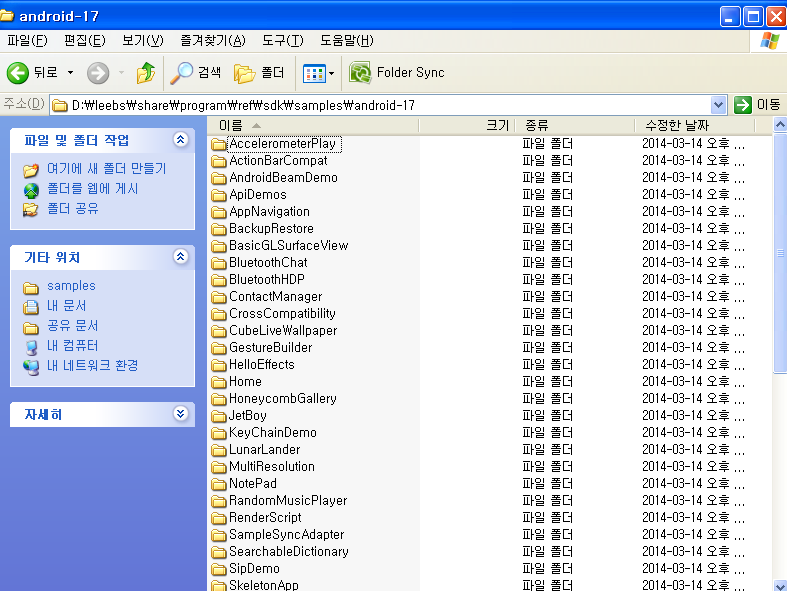 android-17
파일(F) 편집(E) 보기(V) 즐겨찾기(A) 도구(T) 도움말(H)
뒤로 검색 폴더 Folder Sync
주소(D) D:₩leebs₩share₩program₩ref₩sdk₩samples₩android-17 이동
파일 및 폴더 작업
여기에 새 폴더 만들기
폴더를 웹에 게시
폴더 공유
기타 위치
samples
내 문서
공유 문서
내 컴퓨터
내 네트워크 환경
자세히
이름 크기 종류 수정한 날짜
AccelerometerPlay 파일 폴더 2014-03-14 오후 ...
ActionBarCompat 파일 폴더 2014-03-14 오후 ...
AndroidBeamDemo 파일 폴더 2014-03-14 오후 ...
ApiDemos 파일 폴더 2014-03-14 오후 ...
AppNavigation 파일 폴더 2014-03-14 오후 ...
BackupRestore 파일 폴더 2014-03-14 오후 ...
BasicGLSurfaceView 파일 폴더 2014-03-14 오후 ...
BluetoothChat 파일 폴더 2014-03-14 오후 ...
BluetoothHDP 파일 폴더 2014-03-14 오후 ...
ContactManager 파일 폴더 2014-03-14 오후 ...
CrossCompatibility 파일 폴더 2014-03-14 오후 ...
CubeLiveWallpaper 파일 폴더 2014-03-14 오후 ...
GestureBuilder 파일 폴더 2014-03-14 오후 ...
HelloEffects 파일 폴더 2014-03-14 오후 ...
Home 파일 폴더 2014-03-14 오후 ...
HoneycombGallery 파일 폴더 2014-03-14 오후 ...
JetBoy 파일 폴더 2014-03-14 오후 ...
KeyChainDemo 파일 폴더 2014-03-14 오후 ...
LunarLander 파일 폴더 2014-03-14 오후 ...
MultiResolution 파일 폴더 2014-03-14 오후 ...
NotePad 파일 폴더 2014-03-14 오후 ...
RandomMusicPlayer 파일 폴더 2014-03-14 오후 ...
RenderScript 파일 폴더 2014-03-14 오후 ...
SampleSyncAdapter 파일 폴더 2014-03-14 오후 ...
SearchableDictionary 파일 폴더 2014-03-14 오후 ...
SipDemo 파일 폴더 2014-03-14 오후 ...
SkeletonApp 파일 폴더 2014-03-14 오후 ...